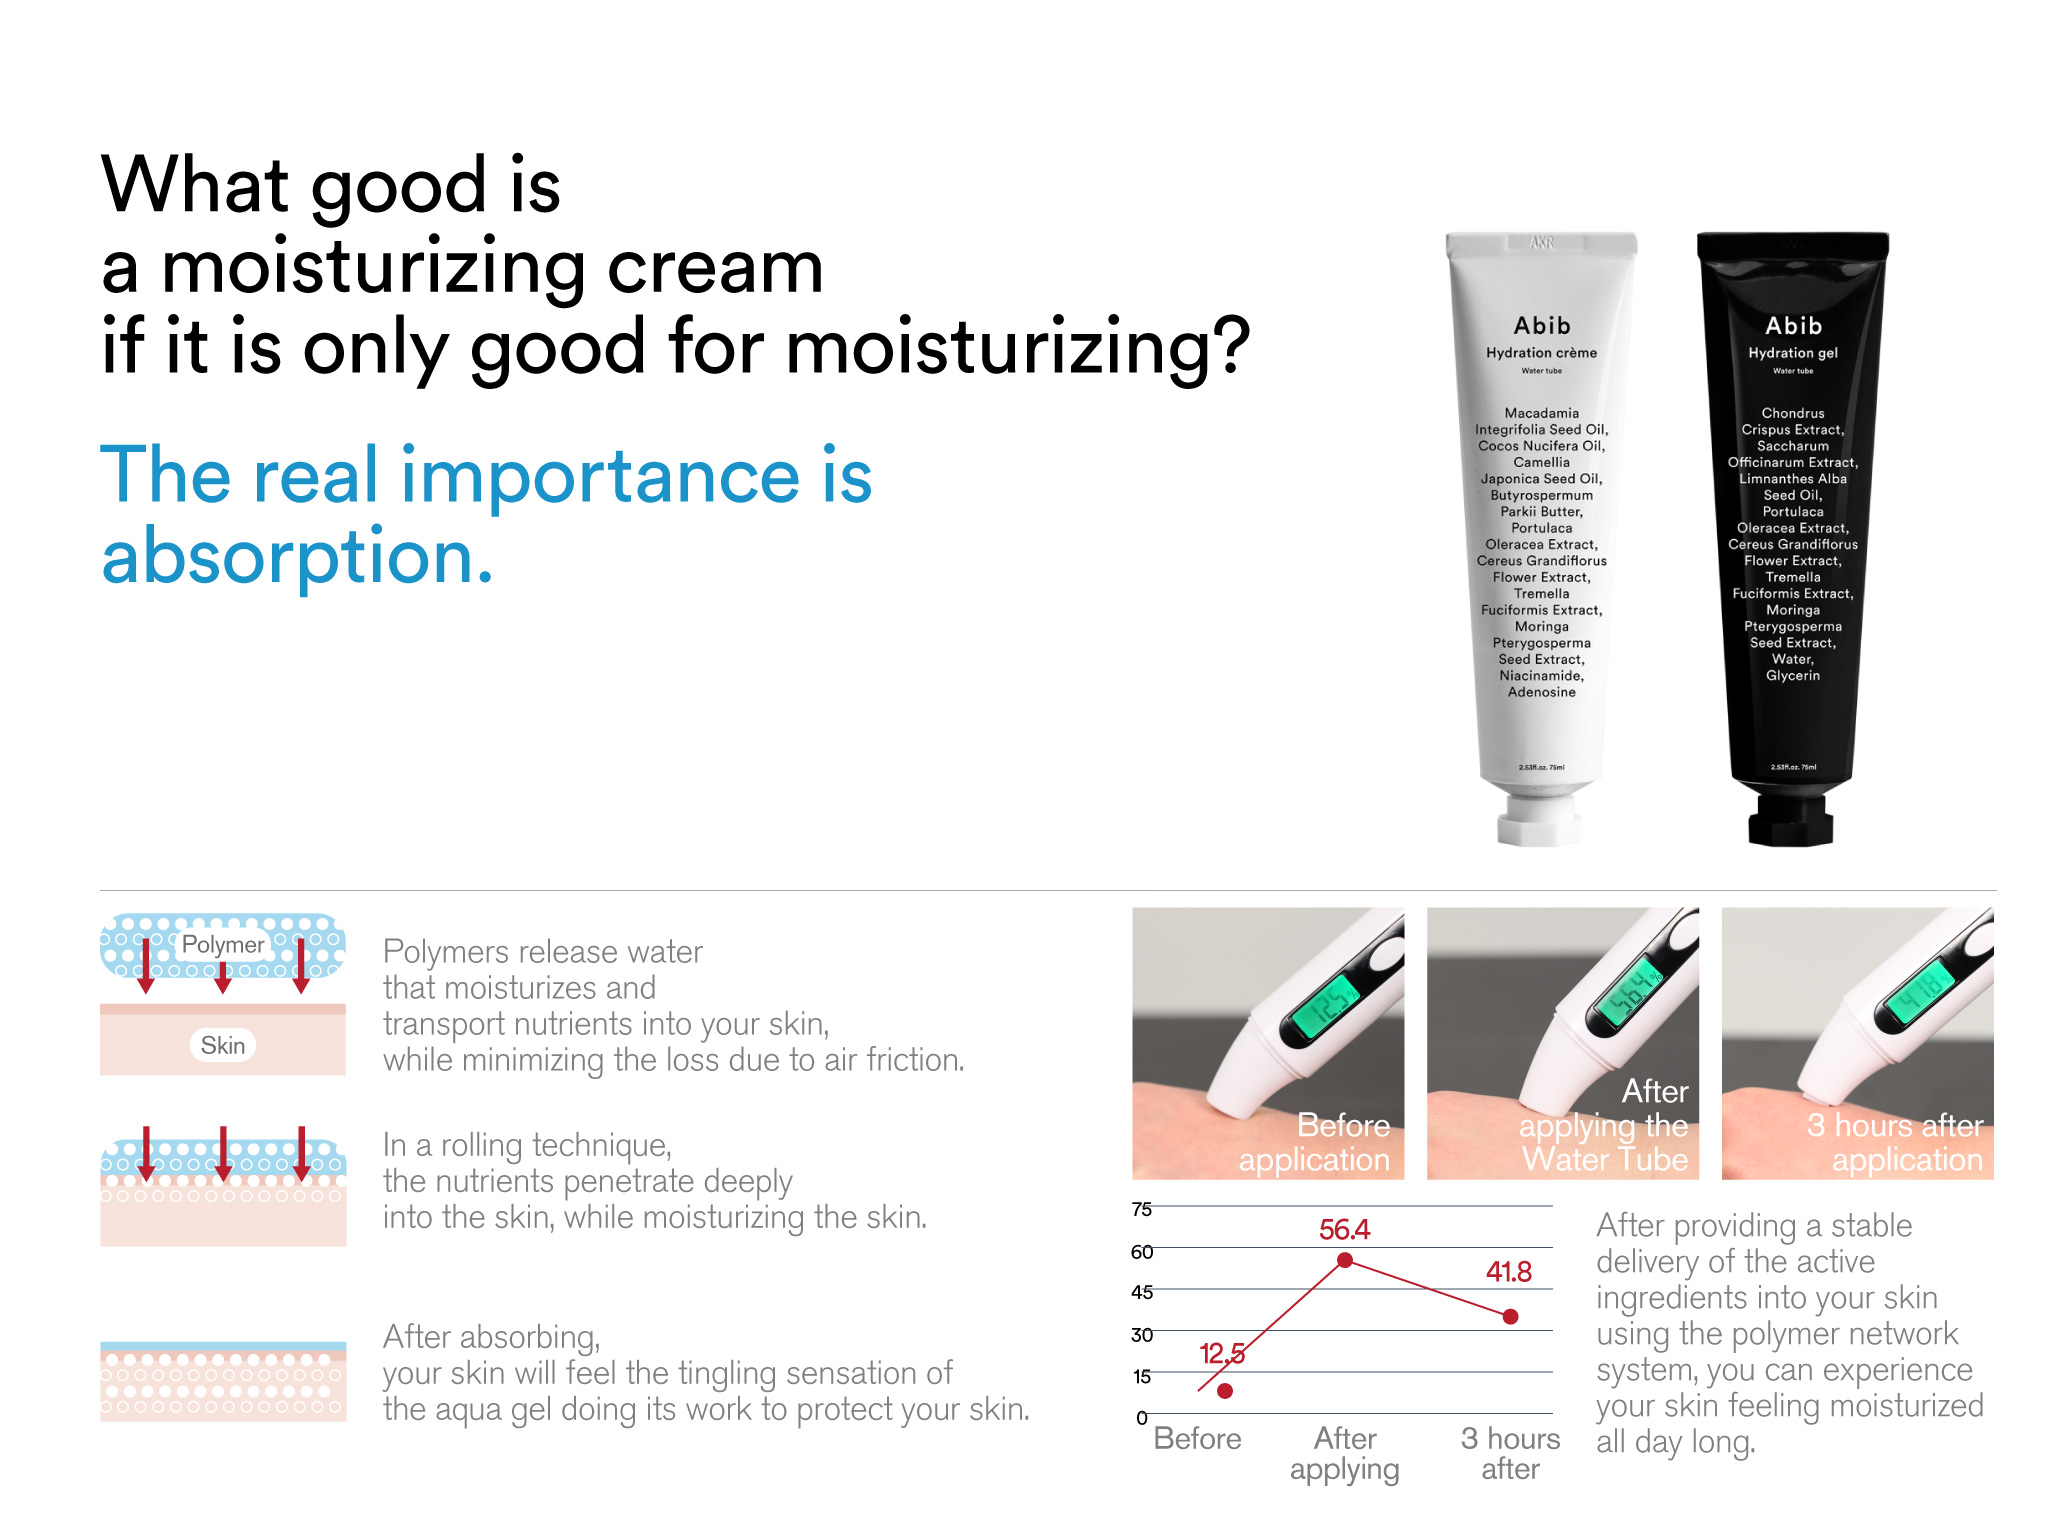 What good is
a moisturizing cream
if it is only good for moisturizing?
The real importance is
absorption.
AKR
Abib
Hydration crème
Water tube
Macadamia
Integrifolia Seed Oil,
Cocos Nucifera Oil,
Camellia
Japonica Seed Oil,
Butyrospermum
Parkii Butter,
Portulaca
Oleracea Extract,
Cereus Grandiflorus
Flower Extract,
Tremella
Fuciformis Extract,
Moringa
Pterygosperma
Seed Extract,
Niacinamide,
Adenosine
2.53fl.oz. 75ml
AKR
Abib
Hydration gel
Water tube
Chondrus
Crispus Extract,
Saccharum
Officinarum Extract,
Limnanthes Alba
Seed Oil,
Portulaca
Oleracea Extract,
Cereus Grandiflorus
Flower Extract,
Tremella
Fuciformis Extract,
Moringa
Pterygosperma
Seed Extract,
Water,
Glycerin
2.53fl.oz. 75ml
Polymer
Skin
Polymers release water
that moisturizes and
transport nutrients into your skin,
while minimizing the loss due to air friction.
In a rolling technique,
the nutrients penetrate deeply
into the skin, while moisturizing the skin.
After absorbing,
your skin will feel the tingling sensation of
the aqua gel doing its work to protect your skin.
12.5%
Before
application
56.4%
After
applying the
Water Tube
41.8%
3 hours after
application
75
60
45
30
15
0
12.5
56.4
41.8
Before
After
applying
3 hours
after
After providing a stable
delivery of the active
ingredients into your skin
using the polymer network
system, you can experience
your skin feeling moisturized
all day long.